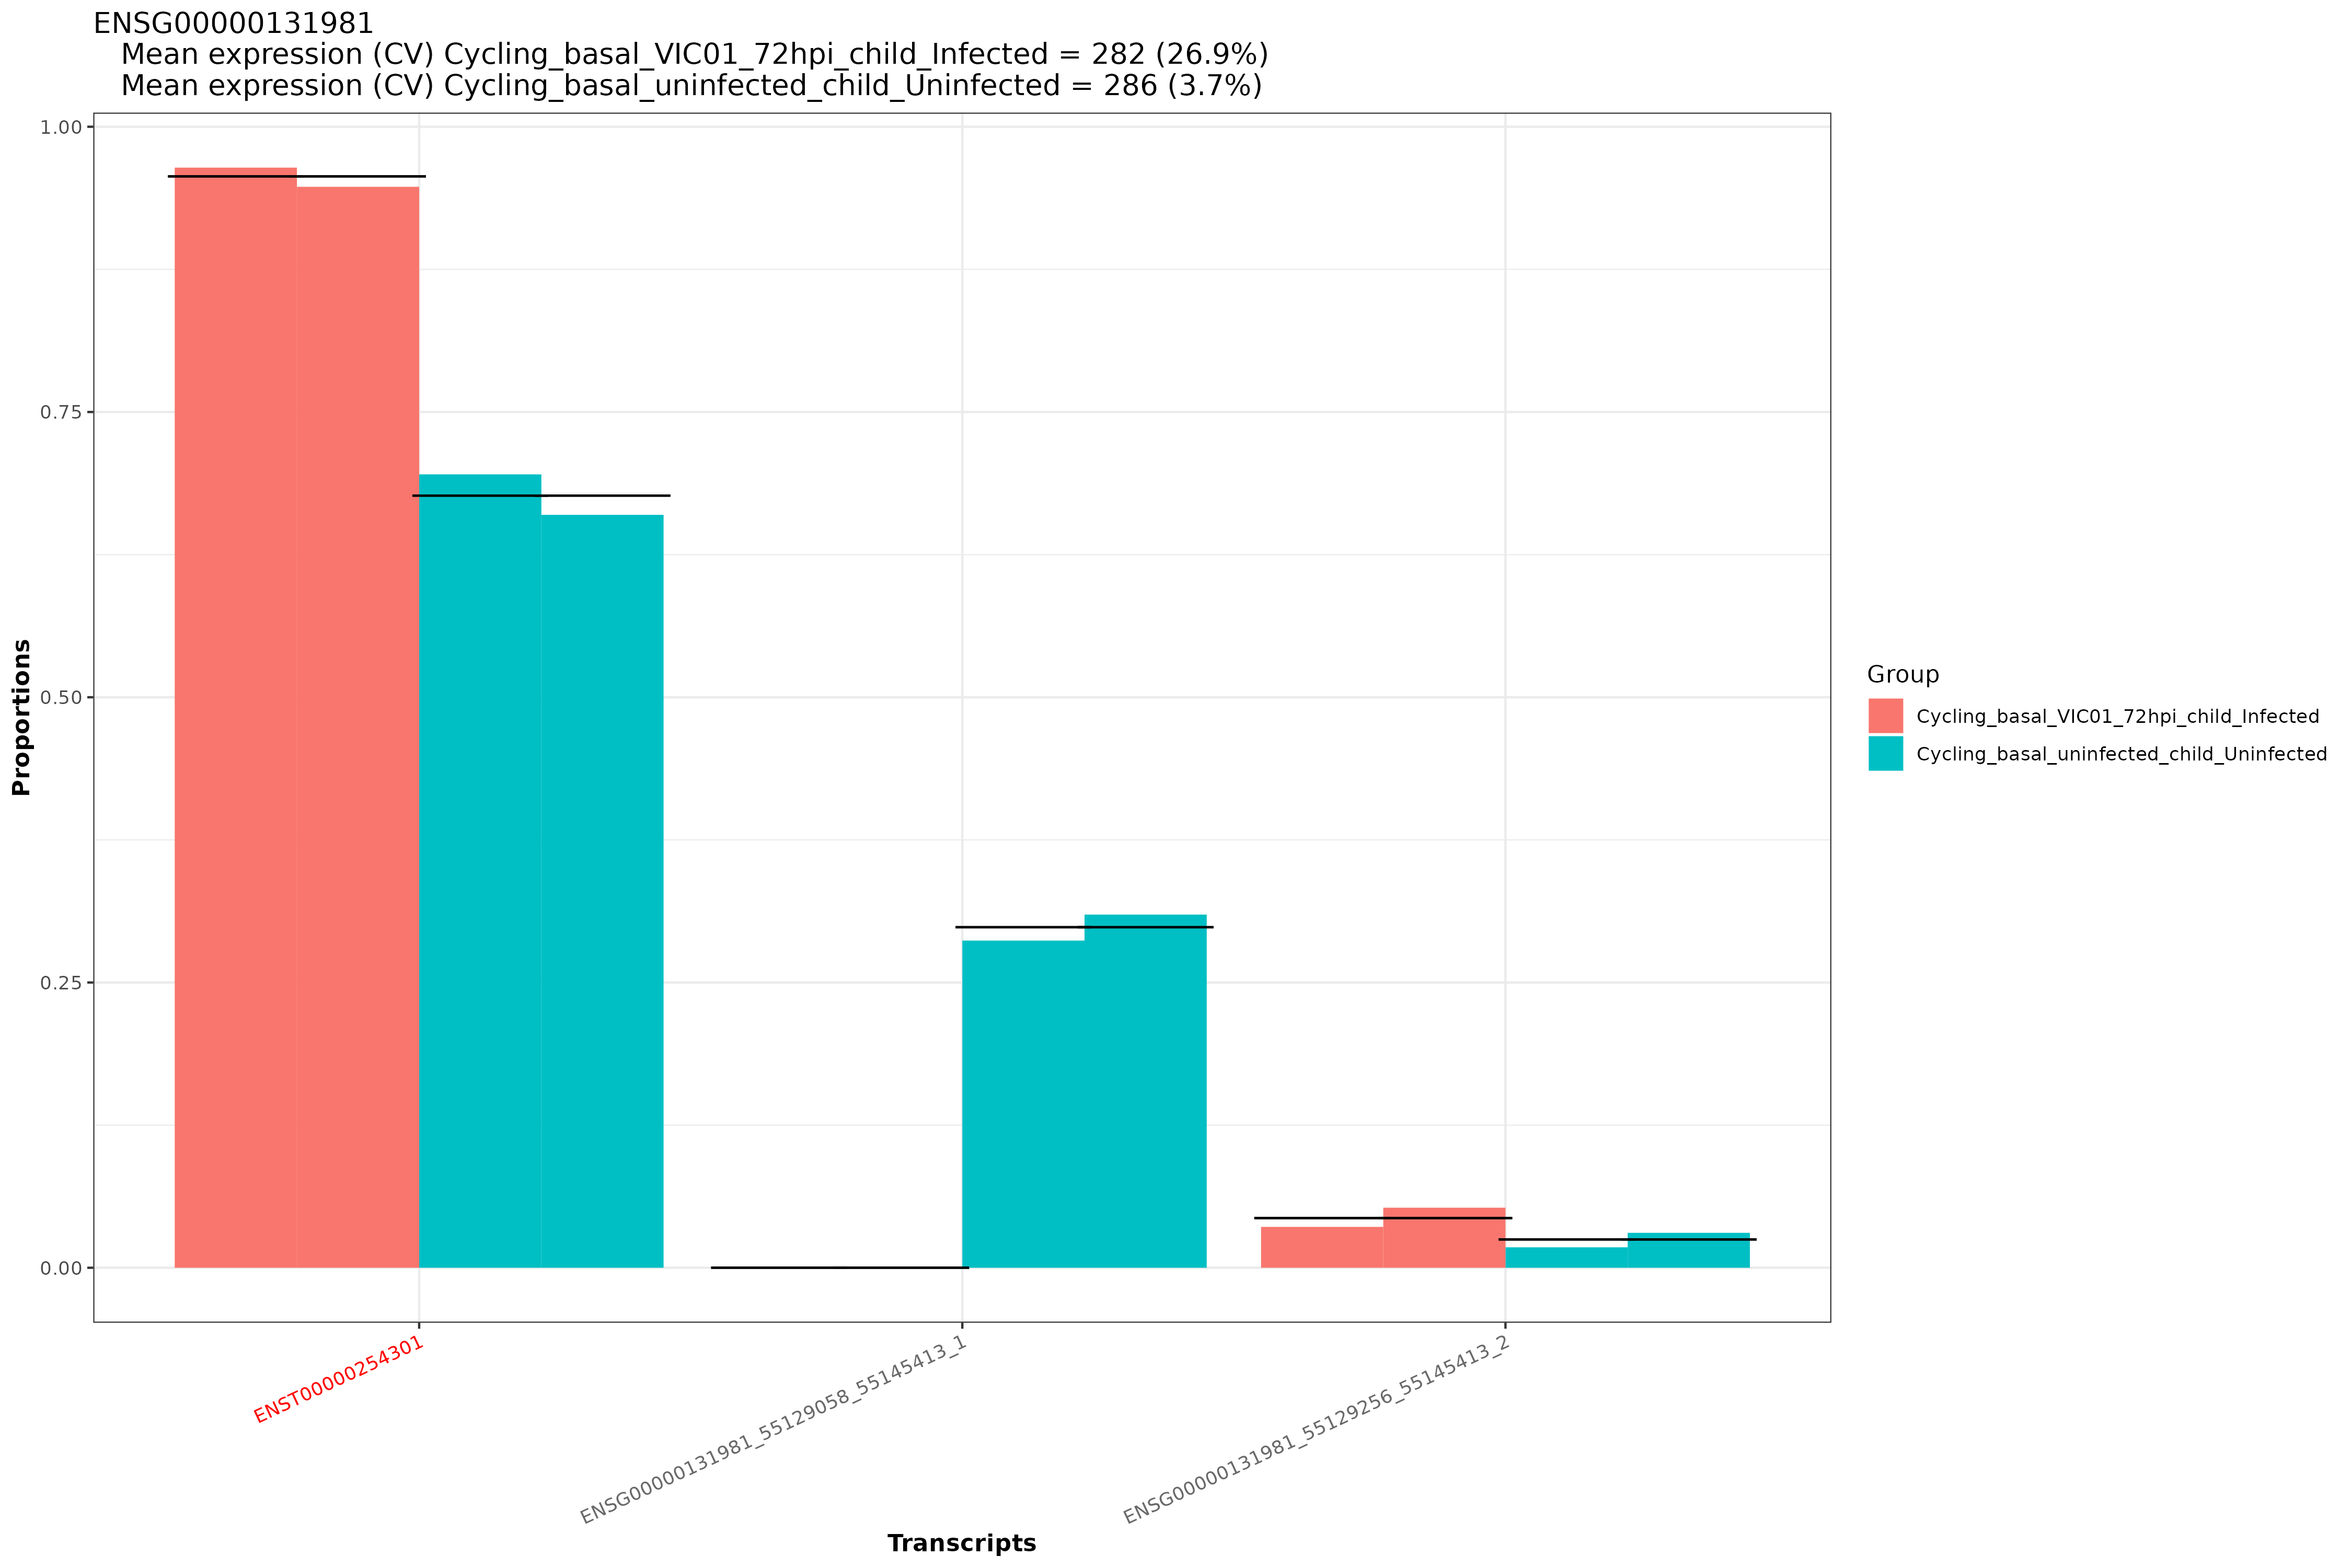 ENSG00000131981
Mean expression (CV) Cycling_basal_VIC01_72hpi_child_Infected = 282 (26.9%)
Mean expression (CV) Cycling_basal_uninfected_child_Uninfected = 286 (3.7%)
1.00
0.75
0.50
0.25
0.00
Proportions
ENST00000254301
ENSG00000131981_55129058_55145413_1
ENSG00000131981_55129256_55145413_2
Transcripts
Group
Cycling_basal_VIC01_72hpi_child_Infected
Cycling_basal_uninfected_child_Uninfected